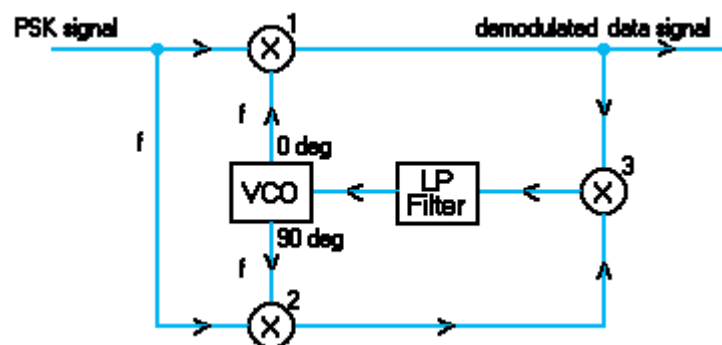 PSK signal
1
demodulated data signal
f
f
0 deg
VCO
LP
Filter
3
90 deg
f
2